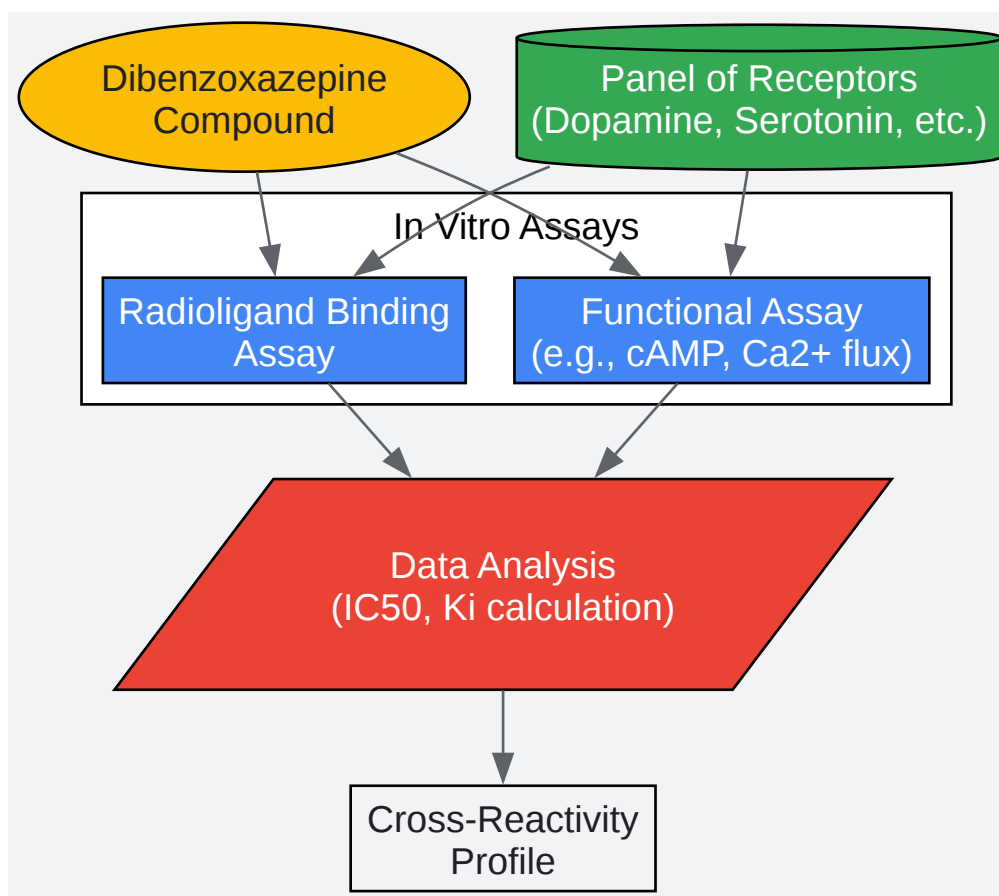 Dibenzoxazepine
Compound
Panel of Receptors
(Dopamine, Serotonin, etc.)
In Vitro Assays
Radioligand Binding
Assay
Functional Assay
(e.g., cAMP, Ca2+ flux)
Data Analysis
(IC50, Ki calculation)
Cross-Reactivity
Profile